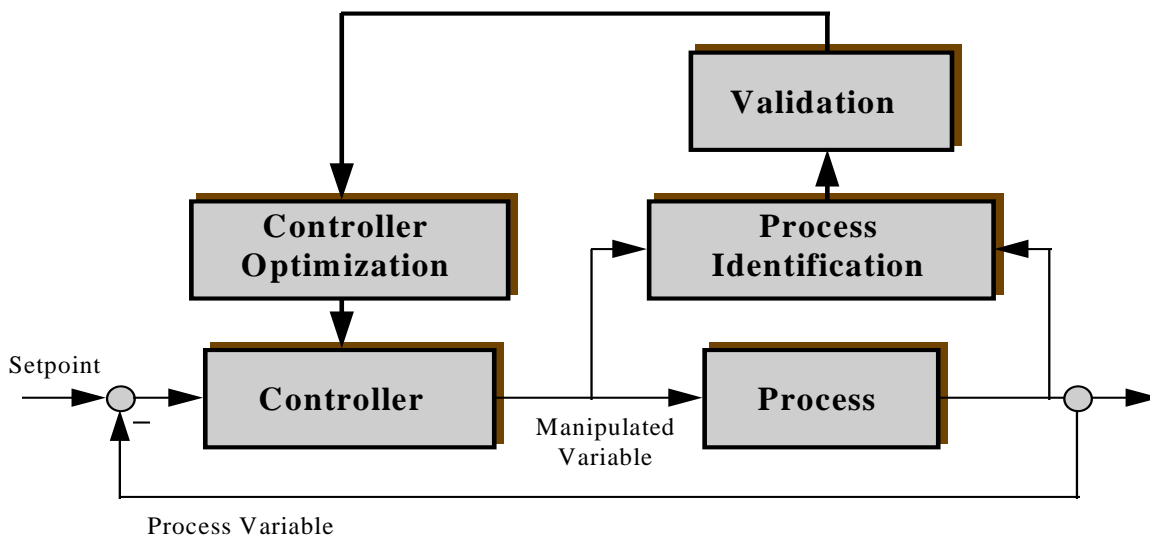 Validation
Controller
Optimization
Process
Identification
Setpoint
Controller
Process
−
Manipulated
Variable
Process Variable